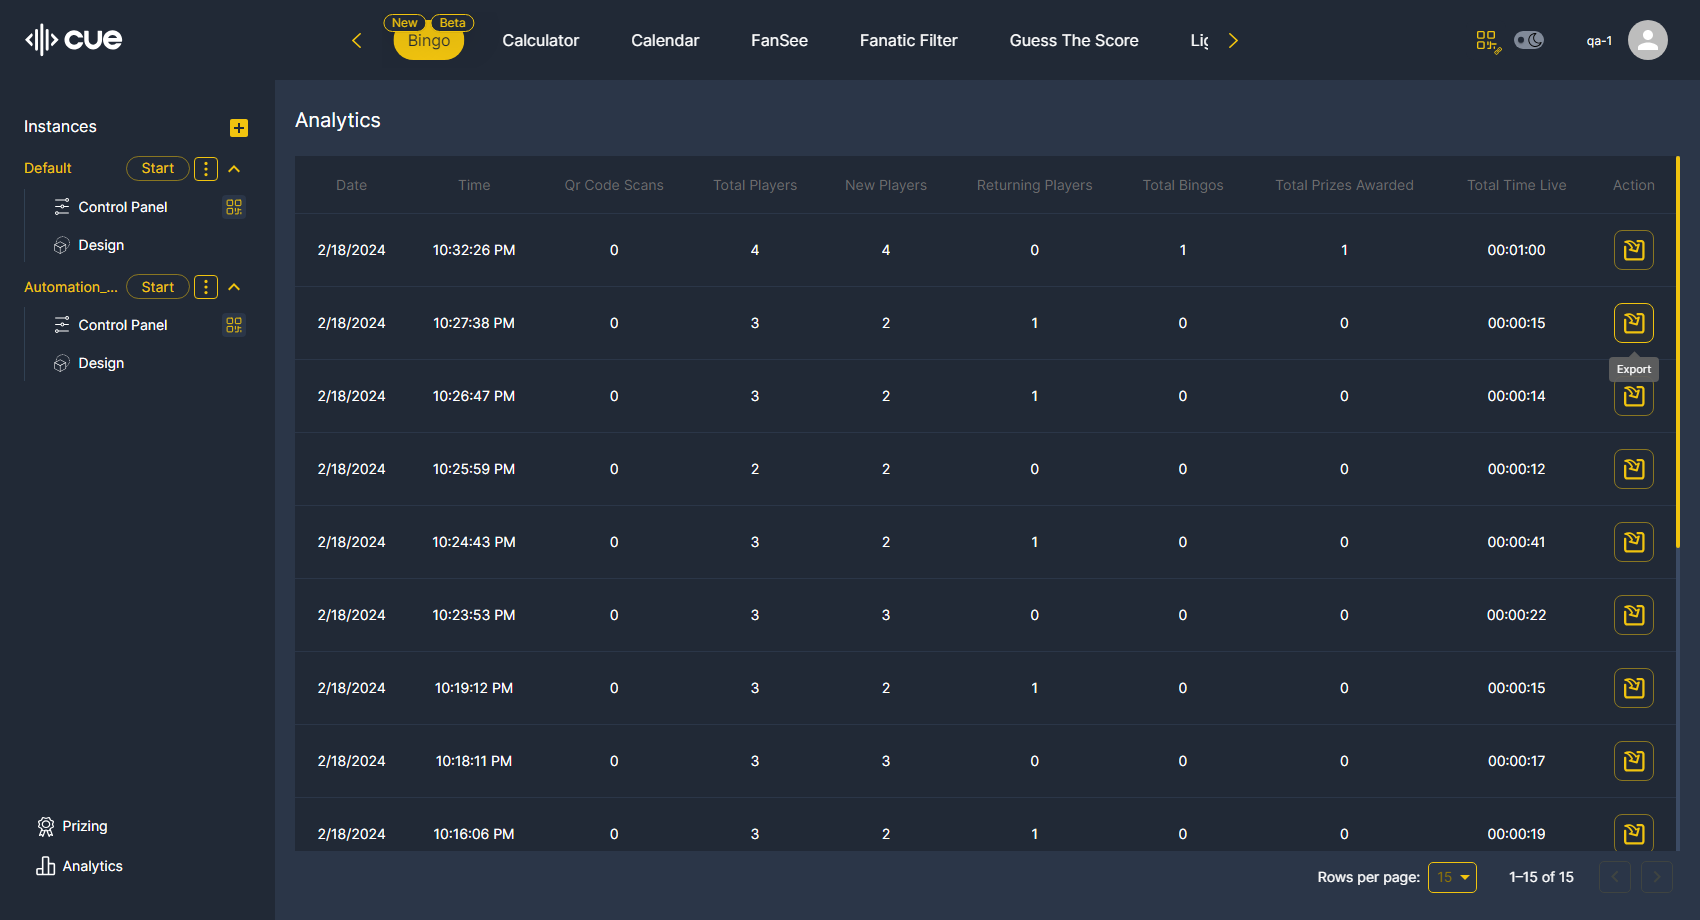 cue
New
Beta
Bingo
Calculator
Calendar
FanSee
Fanatic Filter
Guess The Score
Lig
qa-1
Instances
Default
Start
Control Panel
Design
Automation_...
Start
Control Panel
Design
Prizing
Analytics
Analytics
Date Time Qr Code Scans Total Players New Players Returning Players Total Bingos Total Prizes Awarded Total Time Live Action
2/18/2024 10:32:26 PM 0 4 4 0 1 1 00:01:00
2/18/2024 10:27:38 PM 0 3 2 1 0 0 00:00:15
Export
2/18/2024 10:26:47 PM 0 3 2 1 0 0 00:00:14
2/18/2024 10:25:59 PM 0 2 2 0 0 0 00:00:12
2/18/2024 10:24:43 PM 0 3 2 1 0 0 00:00:41
2/18/2024 10:23:53 PM 0 3 3 0 0 0 00:00:22
2/18/2024 10:19:12 PM 0 3 2 1 0 0 00:00:15
2/18/2024 10:18:11 PM 0 3 3 0 0 0 00:00:17
2/18/2024 10:16:06 PM 0 3 2 1 0 0 00:00:19
Rows per page: 15 1–15 of 15